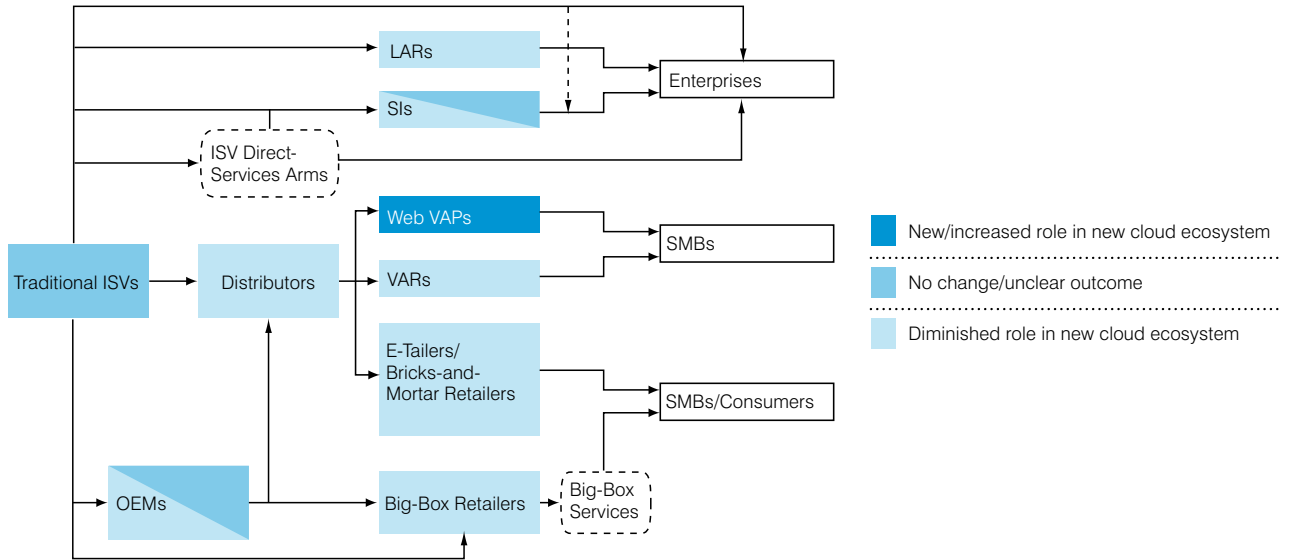 LARs
Enterprises
SIs
ISV Direct-
Services Arms
Web VAPs
SMBs
Traditional ISVs
Distributors
VARs
E-Tailers/
Bricks-and-
Mortar Retailers
SMBs/Consumers
OEMs
Big-Box Retailers
Big-Box
Services
New/increased role in new cloud ecosystem
No change/unclear outcome
Diminished role in new cloud ecosystem